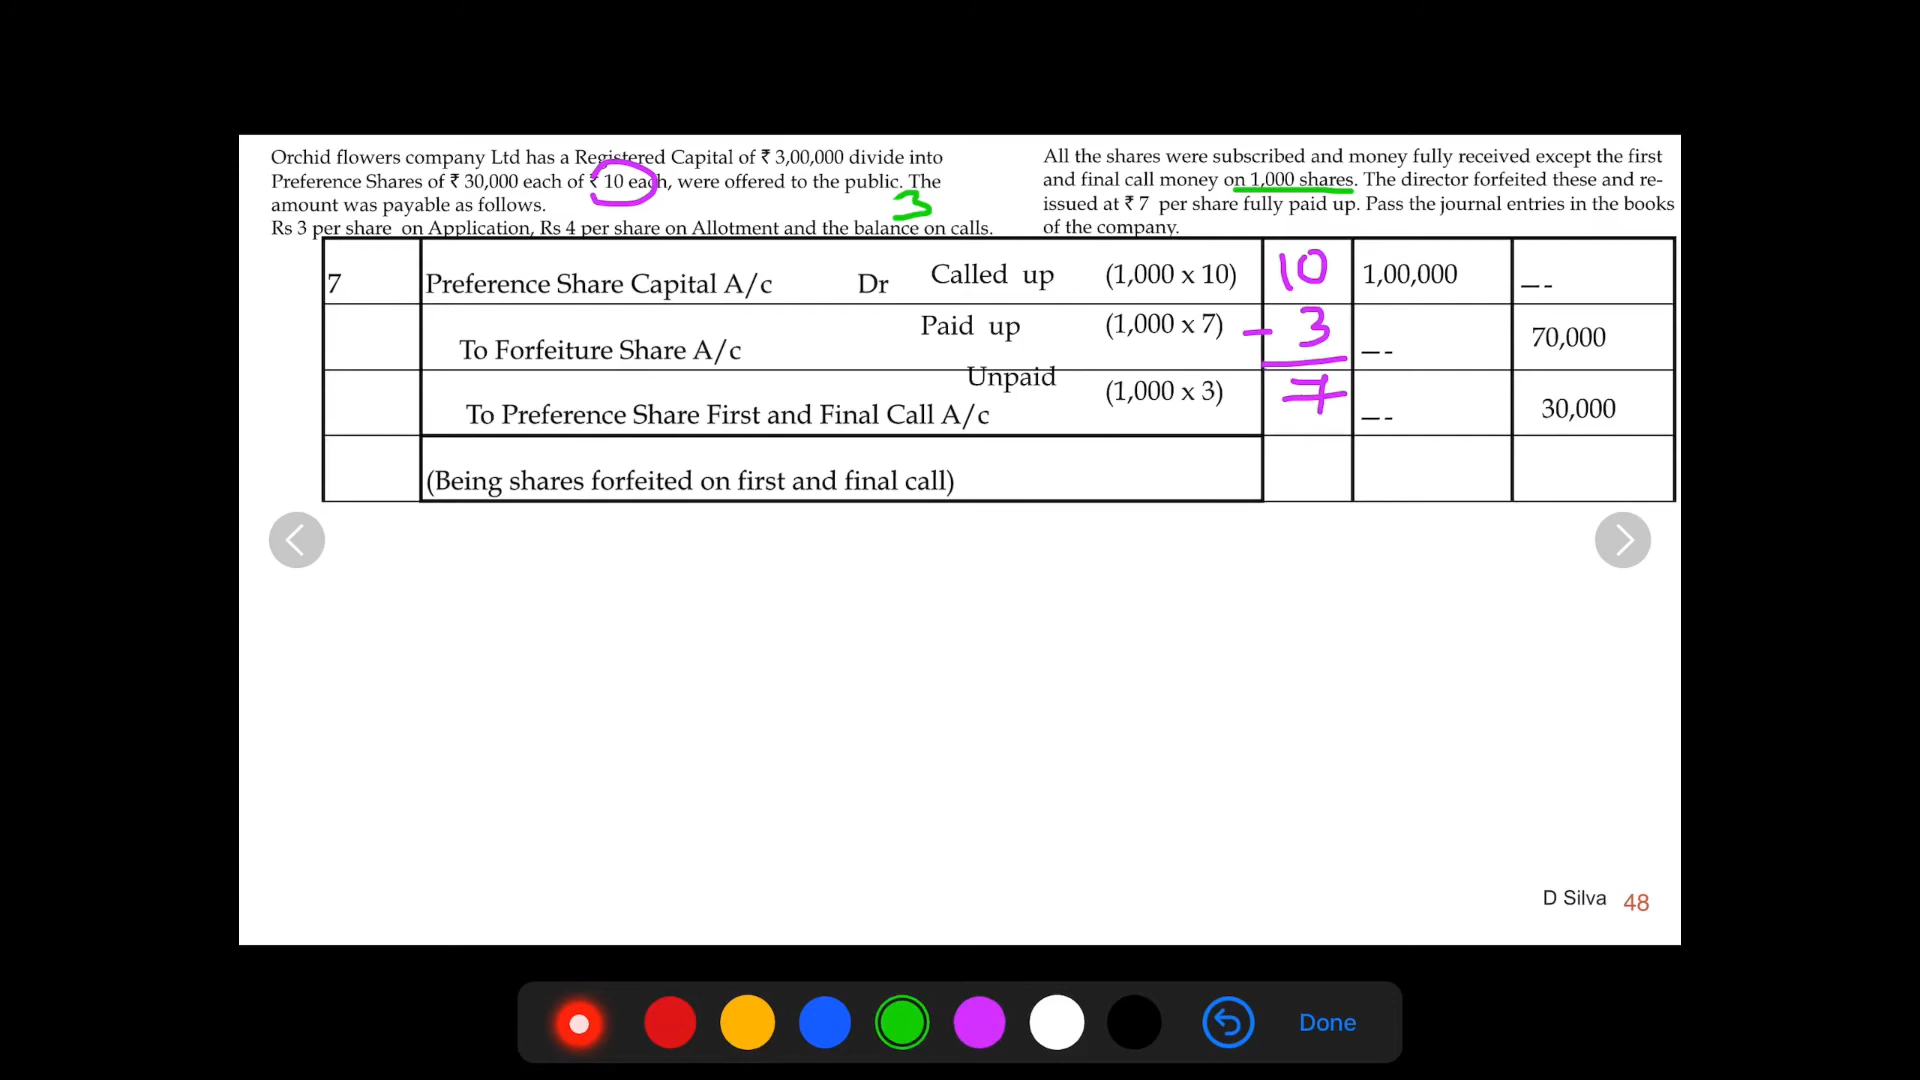 Orchid flowers company Ltd has a Registered Capital of ₹ 3,00,000 divide into
Preference Shares of ₹ 30,000 each of ₹ 10 each, were offered to the public. The
amount was payable as follows.
3
Rs 3 per share on Application, Rs 4 per share on Allotment and the balance on calls.
All the shares were subscribed and money fully received except the first
and final call money on 1,000 shares. The director forfeited these and re-
issued at ₹ 7 per share fully paid up. Pass the journal entries in the books
of the company.
7 Preference Share Capital A/c Dr Called up (1,000 x 10) 10 1,00,000 –-
Paid up (1,000 x 7) - 3
To Forfeiture Share A/c –- 70,000
Unpaid (1,000 x 3) 7
To Preference Share First and Final Call A/c –- 30,000
(Being shares forfeited on first and final call)
D Silva 48
Done